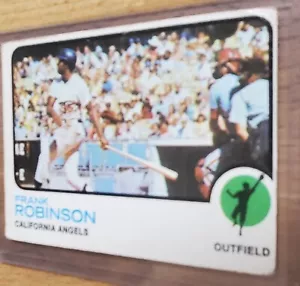 FRANK
ROBINSON
CALIFORNIA ANGELS
OUTFIELD